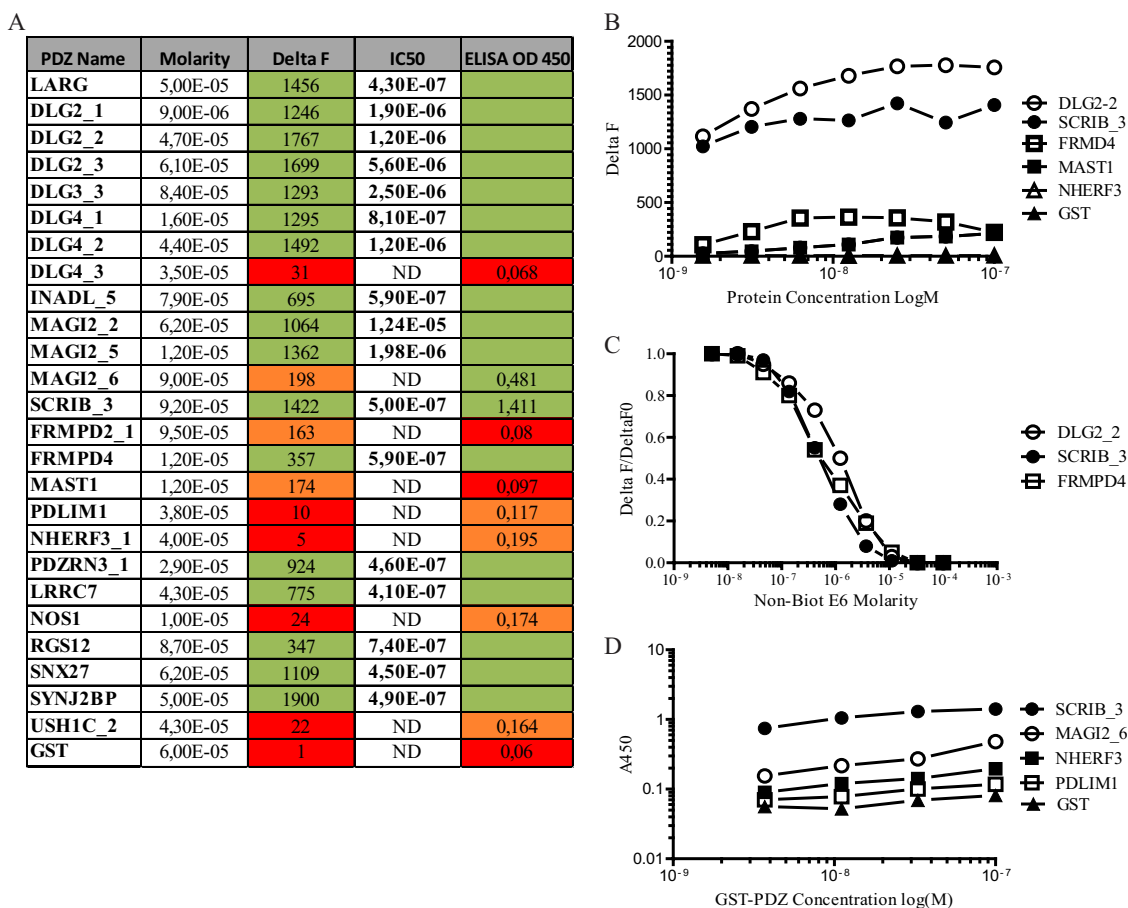 A
PDZ Name Molarity Delta F IC50 ELISA OD 450
LARG 5,00E-05 1456 4,30E-07
DLG2_1 9,00E-06 1246 1,90E-06
DLG2_2 4,70E-05 1767 1,20E-06
DLG2_3 6,10E-05 1699 5,60E-06
DLG3_3 8,40E-05 1293 2,50E-06
DLG4_1 1,60E-05 1295 8,10E-07
DLG4_2 4,40E-05 1492 1,20E-06
DLG4_3 3,50E-05 31 ND 0,068
INADL_5 7,90E-05 695 5,90E-07
MAGI2_2 6,20E-05 1064 1,24E-05
MAGI2_5 1,20E-05 1362 1,98E-06
MAGI2_6 9,00E-05 198 ND 0,481
SCRIB_3 9,20E-05 1422 5,00E-07 1,411
FRMPD2_1 9,50E-05 163 ND 0,08
FRMPD4 1,20E-05 357 5,90E-07
MAST1 1,20E-05 174 ND 0,097
PDLIM1 3,80E-05 10 ND 0,117
NHERF3_1 4,00E-05 5 ND 0,195
PDZRN3_1 2,90E-05 924 4,60E-07
LRRC7 4,30E-05 775 4,10E-07
NOS1 1,00E-05 24 ND 0,174
RGS12 8,70E-05 347 7,40E-07
SNX27 6,20E-05 1109 4,50E-07
SYNJ2BP 5,00E-05 1900 4,90E-07
USH1C_2 4,30E-05 22 ND 0,164
GST 6,00E-05 1 ND 0,06
B
Delta F
2000
1500
1000
500
0
10-9 10-8 10-7
Protein Concentration LogM
DLG2-2
SCRIB_3
FRMD4
MAST1
NHERF3
GST
C
Delta F/DeltaF0
1.0
0.8
0.6
0.4
0.2
0.0
10-9 10-8 10-7 10-6 10-5 10-4 10-3
Non-Biot E6 Molarity
DLG2_2
SCRIB_3
FRMPD4
D
A450
10
1
0.1
0.01
10-9 10-8 10-7
GST-PDZ Concentration log(M)
SCRIB_3
MAGI2_6
NHERF3
PDLIM1
GST